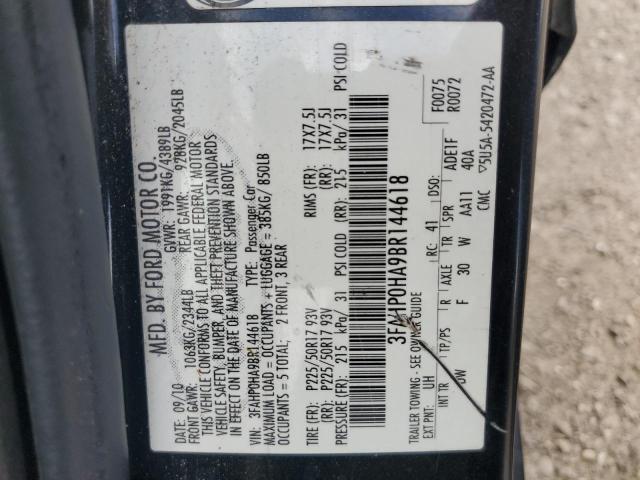 MFD. BY FORD MOTOR CO.
DATE: 09/10 GVWR: 1991KG/4389LB
FRONT GAWR: 1068KG/2344LB REAR GAWR: 928KG/2045LB
THIS VEHICLE CONFORMS TO ALL APPLICABLE FEDERAL MOTOR
VEHICLE SAFETY, BUMPER, AND THEFT PREVENTION STANDARDS
IN EFFECT ON THE DATE OF MANUFACTURE SHOWN ABOVE.
VIN: 3FAHP0HA9BR144618 TYPE: Passenger Car
MAXIMUM LOAD = OCCUPANTS + LUGGAGE = 385KG/ 850LB
OCCUPANTS = 5 TOTAL; 2 FRONT, 3 REAR
TIRE (FR): P225/50R17 93V RIMS (FR): 17X7.5J
(RR): P225/50R17 93V (RR): 17X7.5J
PRESSURE (FR): 215 kPa/ 31 PSI COLD (RR): 215 kPa/ 31 PSI COLD
3FAHP0HA9BR144618
F0075
R0072
TRAILER TOWING - SEE OWNER GUIDE
EXT PNT: UH RC: 41 DSO:
INT TR TP/PS R AXLE TR SPR ADE1F
DW F 30 W AA11 40A
CMC ▽5U5A-5420472-AA